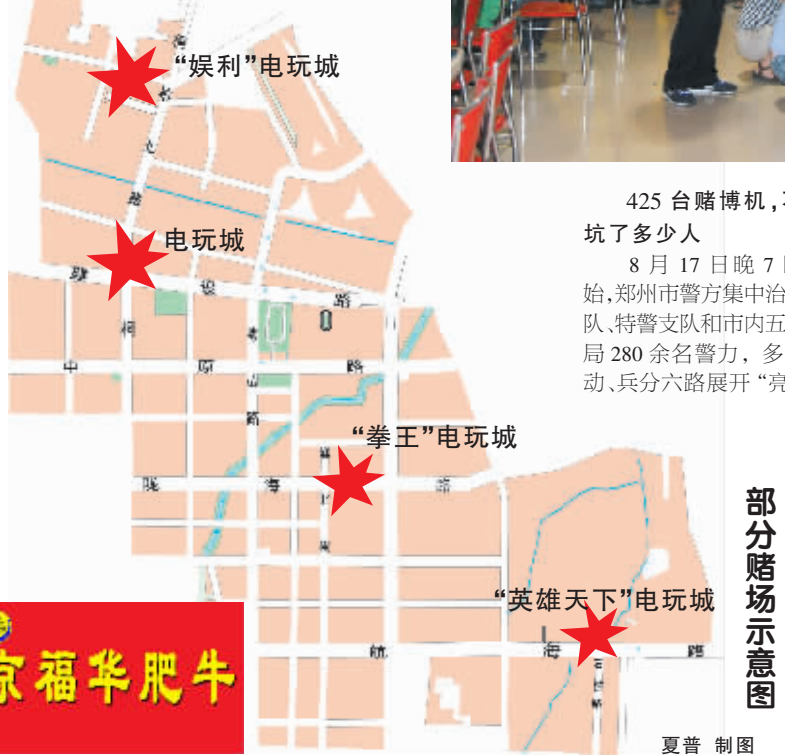 “娱利”电玩城
电玩城
建 设 路
中 原 路
“拳王”电玩城
陇 海 路
“英雄天下”电玩城
航 海 路
京福华肥牛
425 台赌博机，
坑了多少人
8 月 17 日晚 7
始，郑州市警方集中治
队、特警支队和市内五
局 280 余名警力，多
动、兵分六路展开“亮
部分赌场示意图
夏普 制图